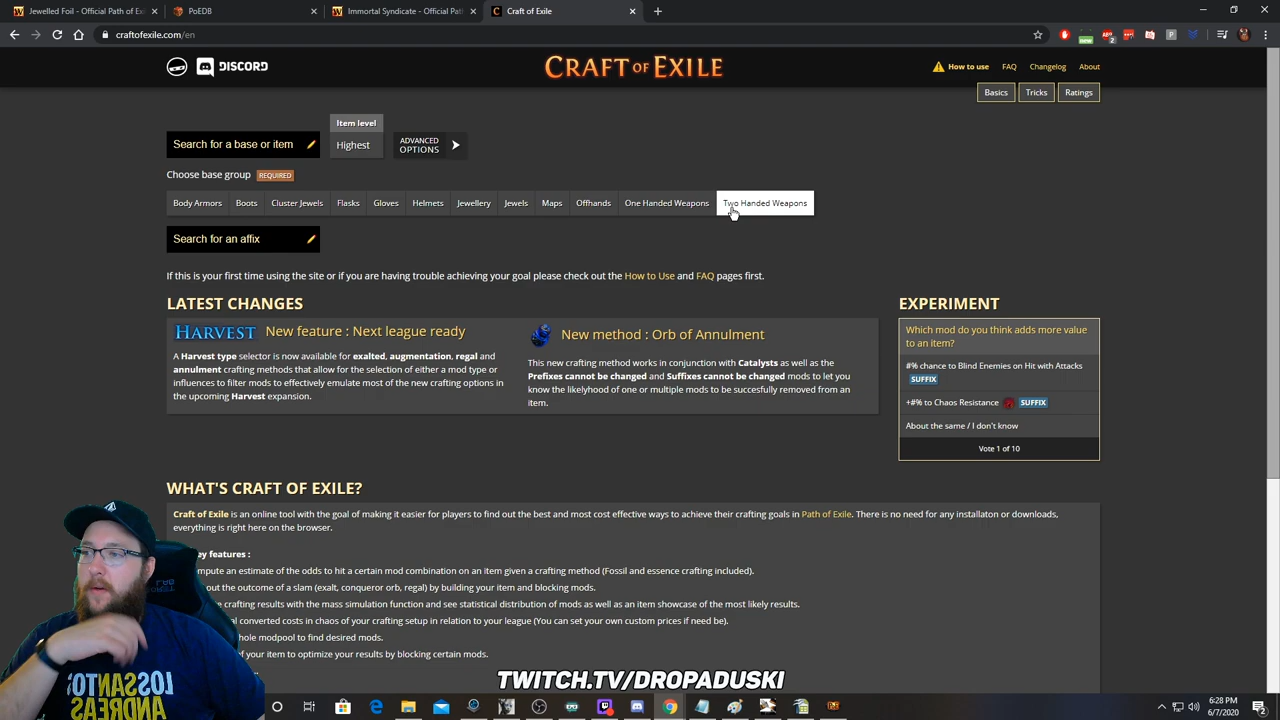 Jewelled Foil - Official Path of Exi
PoEDB
Immortal Syndicate - Official Pat
Craft of Exile
craftofexile.com/en
DISCORD
CRAFT OF EXILE
How to use
FAQ
Changelog
About
Basics
Tricks
Ratings
Item level
Search for a base or item
Highest
ADVANCED
OPTIONS
Choose base group REQUIRED
Body Armors
Boots
Cluster Jewels
Flasks
Gloves
Helmets
Jewellery
Jewels
Maps
Offhands
One Handed Weapons
Two Handed Weapons
Search for an affix
If this is your first time using the site or if you are having trouble achieving your goal please check out the How to Use and FAQ pages first.
LATEST CHANGES
HARVEST New feature : Next league ready
A Harvest type selector is now available for exalted, augmentation, regal and
annulment crafting methods that allow for the selection of either a mod type or
influences to filter mods to effectively emulate most of the new crafting options in
the upcoming Harvest expansion.
New method : Orb of Annulment
This new crafting method works in conjunction with Catalysts as well as the
Prefixes cannot be changed and Suffixes cannot be changed mods to let you
know the likelyhood of one or multiple mods to be succesfully removed from an
item.
EXPERIMENT
Which mod do you think adds more value
to an item?
#% chance to Blind Enemies on Hit with Attacks
SUFFIX
+#% to Chaos Resistance SUFFIX
About the same / I don't know
Vote 1 of 10
WHAT'S CRAFT OF EXILE?
Craft of Exile is an online tool with the goal of making it easier for players to find out the best and most cost effective ways to achieve their crafting goals in Path of Exile. There is no need for any installaton or downloads,
everything is right here on the browser.
ey features :
mpute an estimate of the odds to hit a certain mod combination on an item given a crafting method (Fossil and essence crafting included).
out the outcome of a slam (exalt, conqueror orb, regal) by building your item and blocking mods.
crafting results with the mass simulation function and see statistical distribution of mods as well as an item showcase of the most likely results.
al converted costs in chaos of your crafting setup in relation to your league (You can set your own custom prices if need be).
whole modpool to find desired mods.
of your item to optimize your results by blocking certain mods.
LOSSANTOS
ANDREAS
TWITCH.TV/DROPADUSKI
6:28 PM
6/7/2020